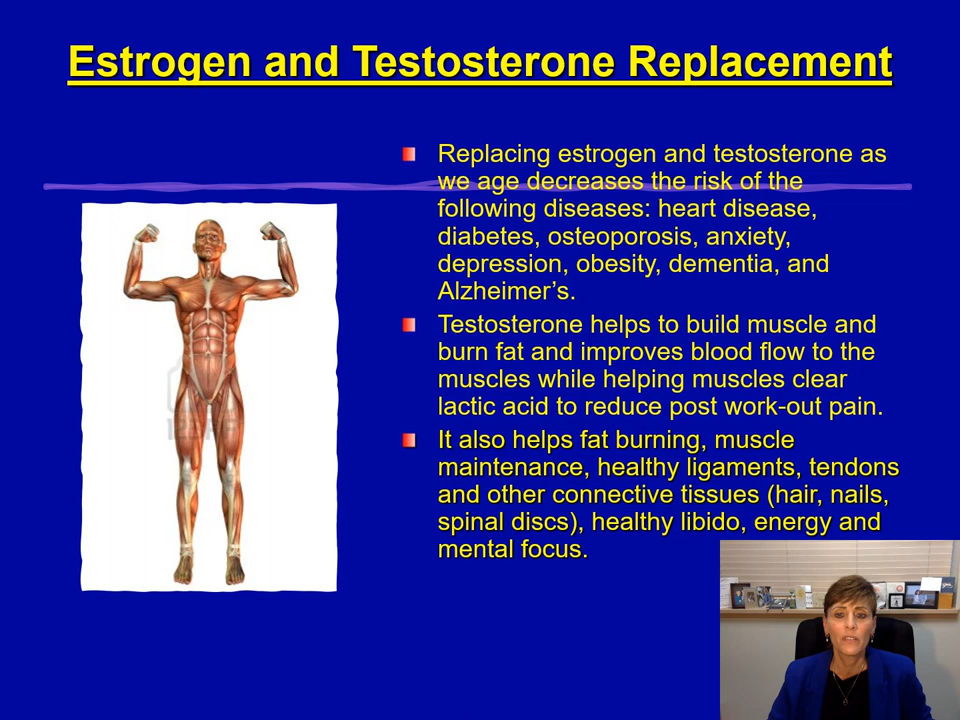 Estrogen and Testosterone Replacement
Replacing estrogen and testosterone as
we age decreases the risk of the
following diseases: heart disease,
diabetes, osteoporosis, anxiety,
depression, obesity, dementia, and
Alzheimer’s.
Testosterone helps to build muscle and
burn fat and improves blood flow to the
muscles while helping muscles clear
lactic acid to reduce post work-out pain.
It also helps fat burning, muscle
maintenance, healthy ligaments, tendons
and other connective tissues (hair, nails,
spinal discs), healthy libido, energy and
mental focus.